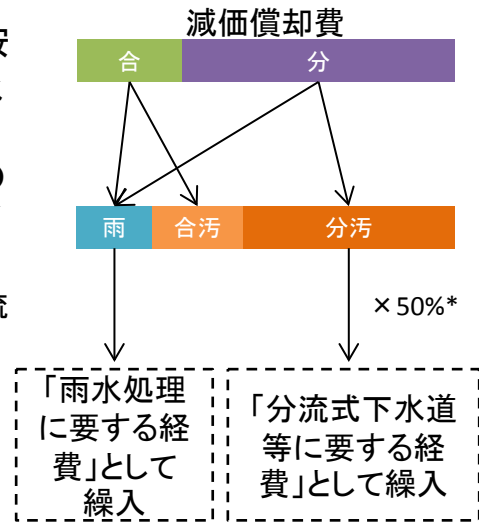 減価償却費
合 分
雨 合汚 分汚
×50%*
「雨水処理
に要する経
費」として
繰入
「分流式下水道
等に要する経
費」として繰入